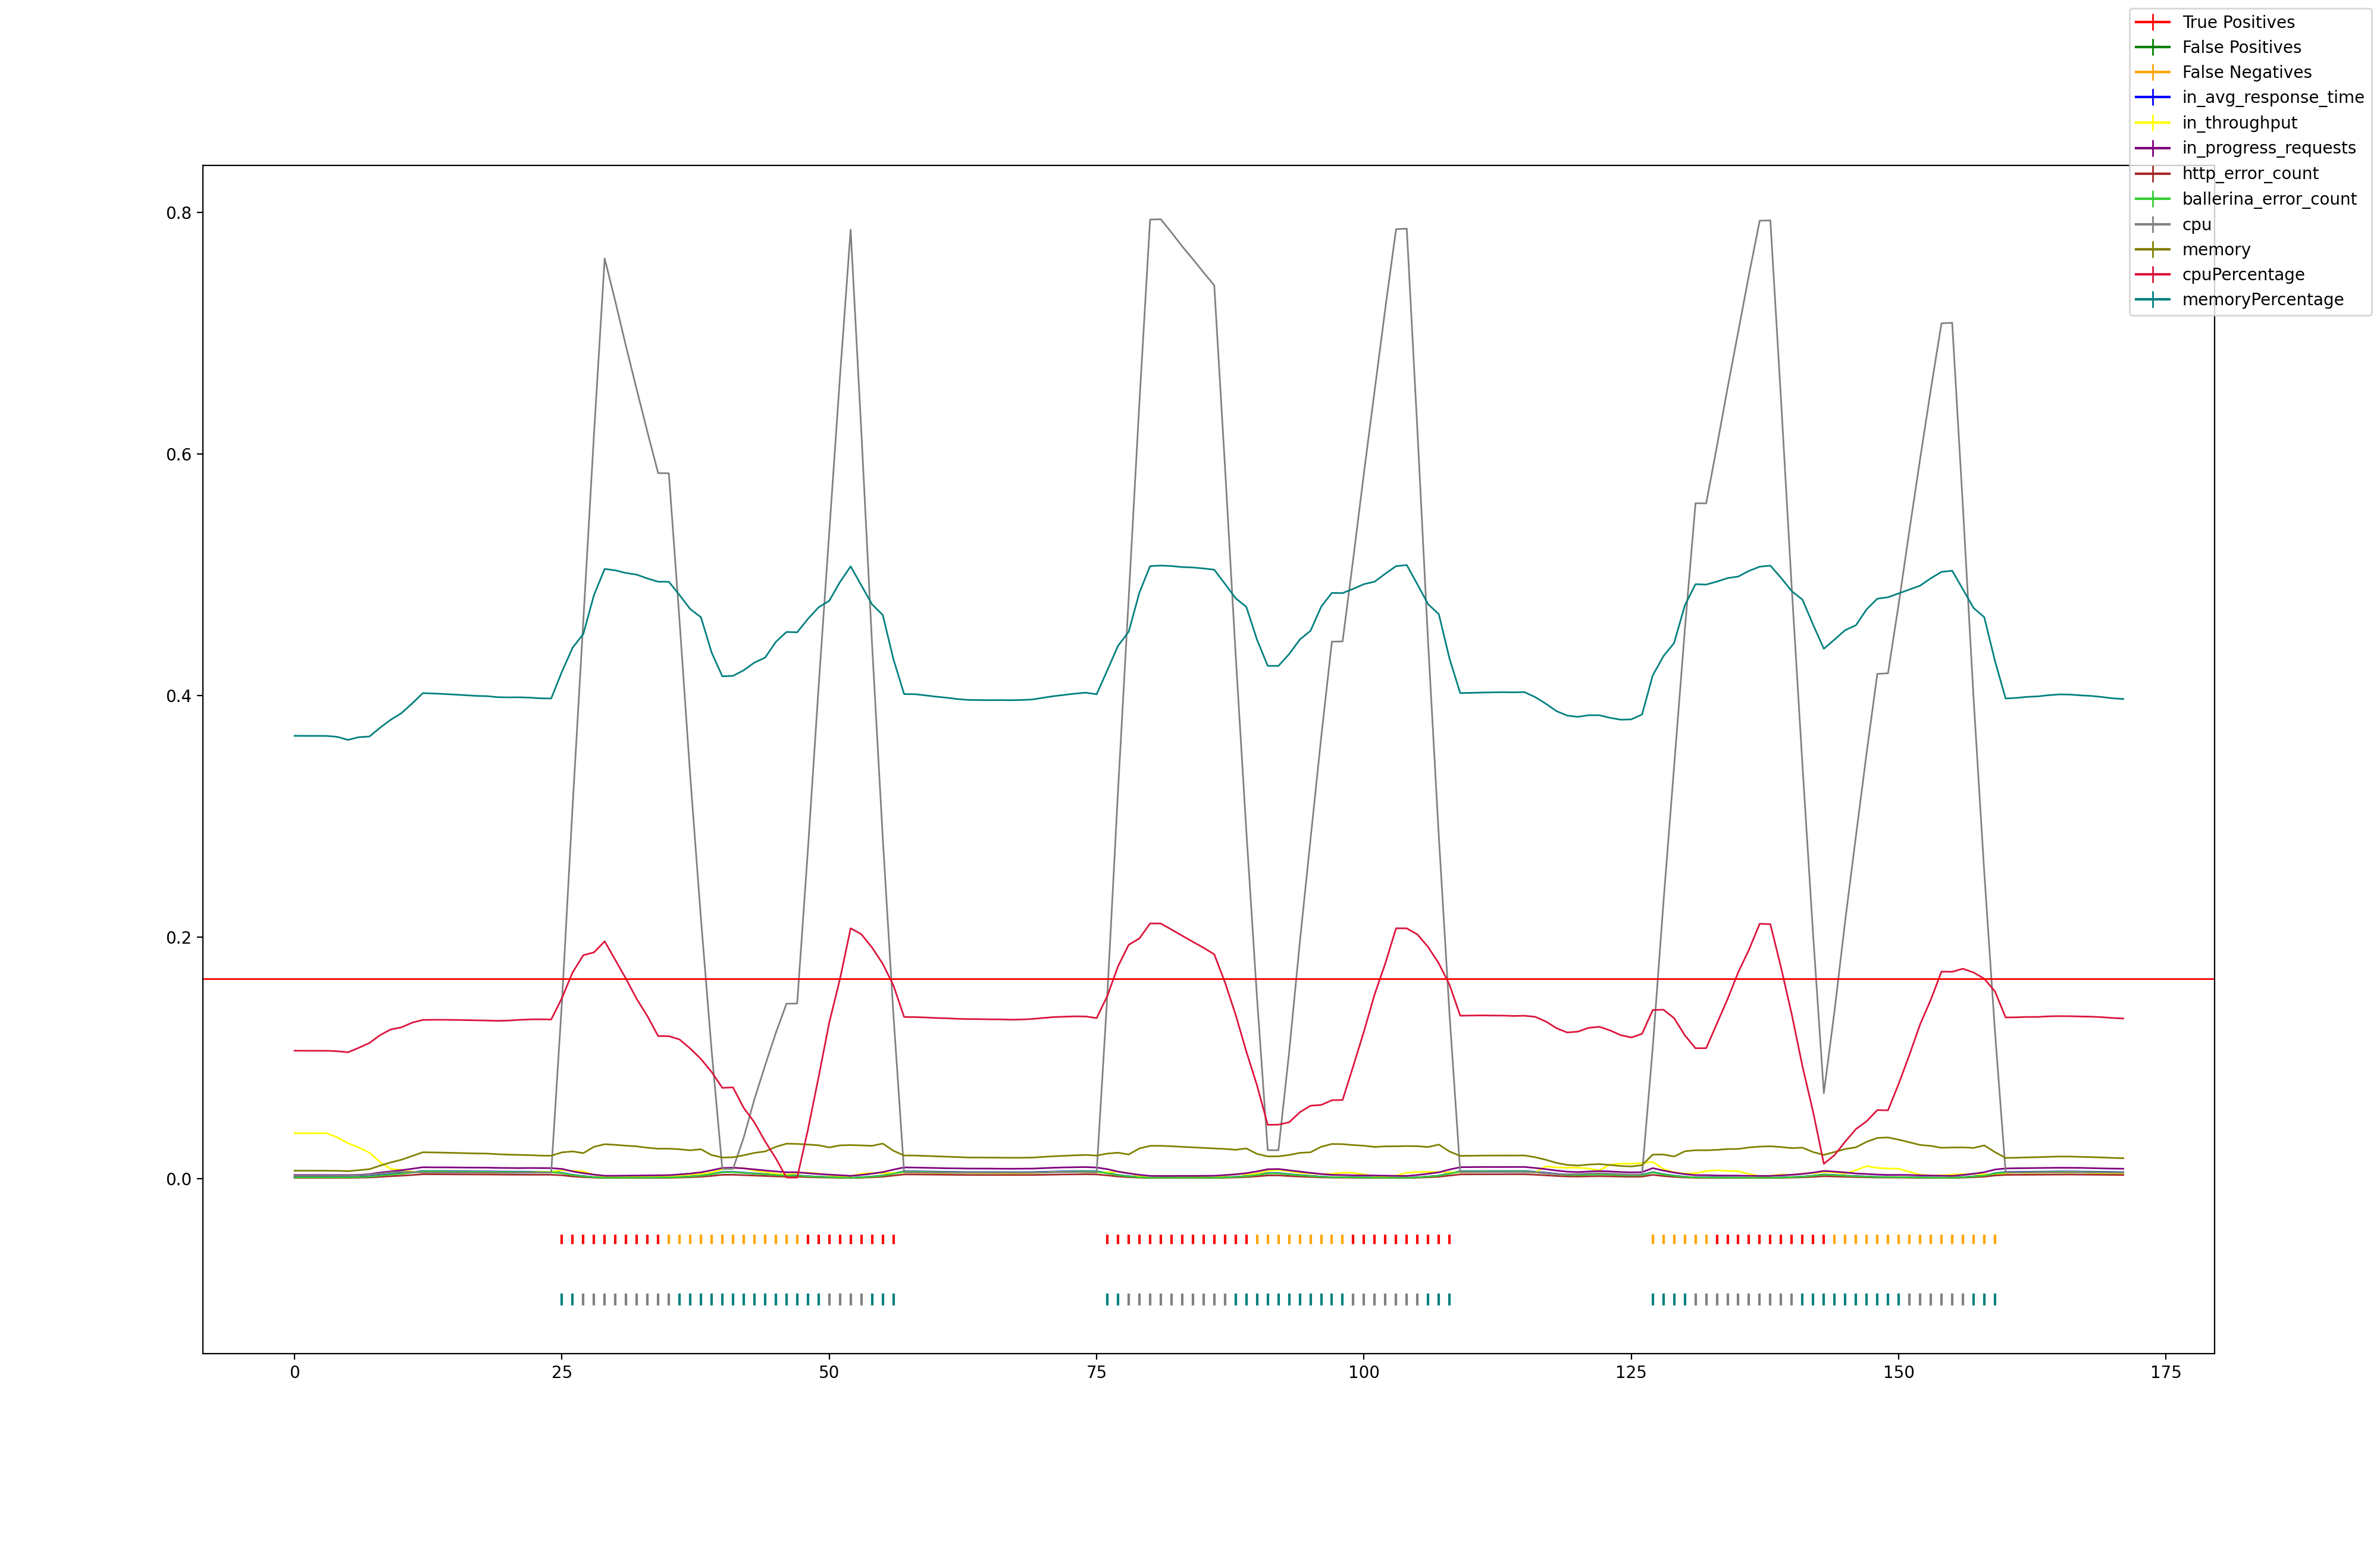 True Positives
False Positives
False Negatives
in_avg_response_time
in_throughput
in_progress_requests
http_error_count
ballerina_error_count
cpu
memory
cpuPercentage
memoryPercentage
0.8
0.6
0.4
0.2
0.0
0 25 50 75 100 125 150 175